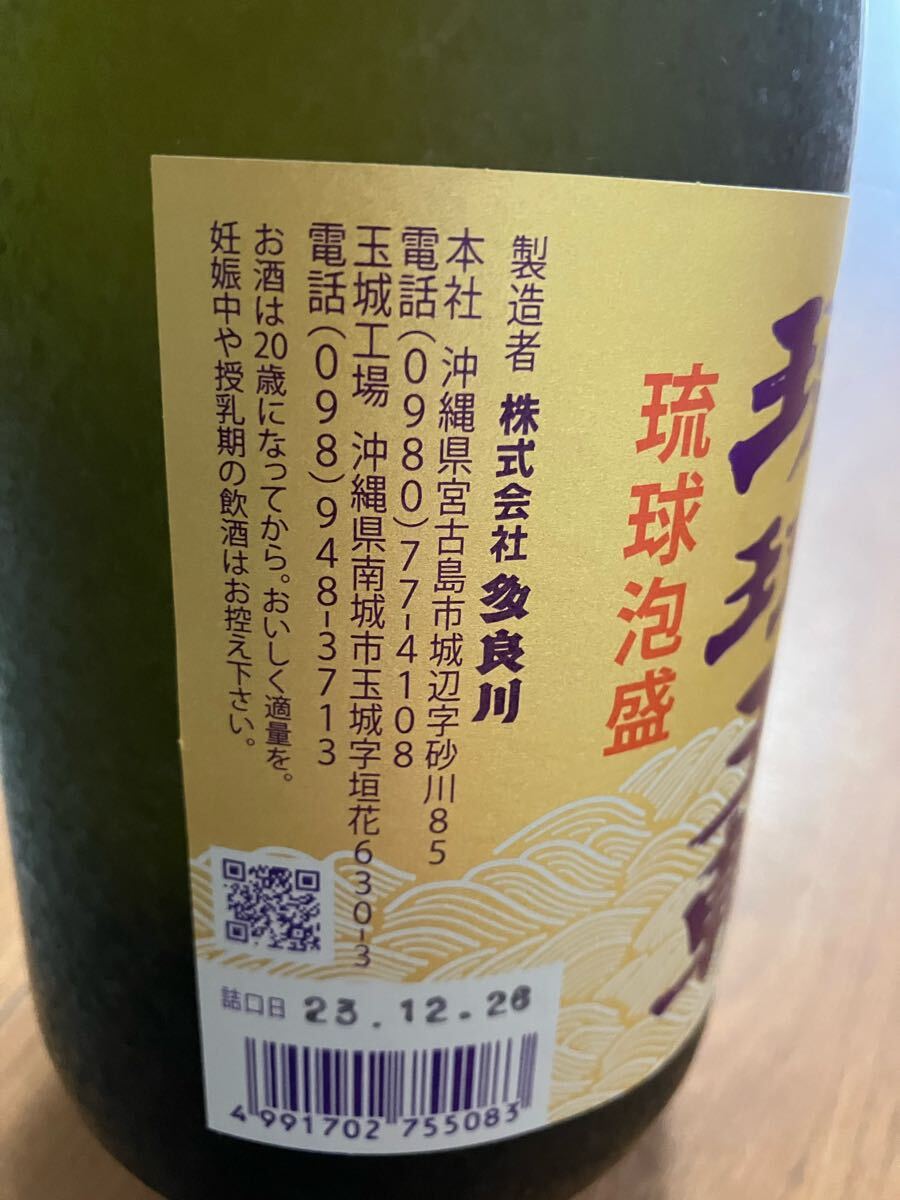 琉球泡盛
製造者 株式会社多良川
本社 沖縄県宮古島市城辺字砂川85
電話(0980)77-4108
玉城工場 沖縄県南城市玉城字垣花630-3
電話(098)948-3713
お酒は20歳になってから。おいしく適量を。
妊娠中や授乳期の飲酒はお控え下さい。
詰口日 23.12.26
4 991702 755083